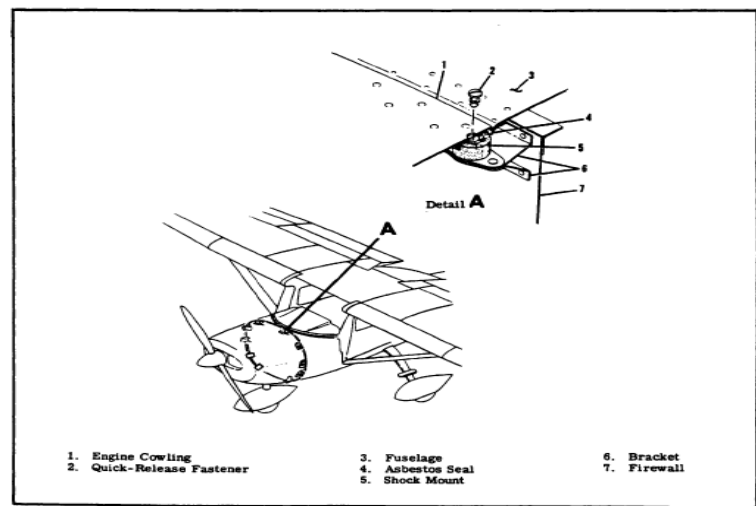 1
2
3
4
5
6
7
Detail A
A
1. Engine Cowling
2. Quick-Release Fastener
3. Fuselage
4. Asbestos Seal
5. Shock Mount
6. Bracket
7. Firewall